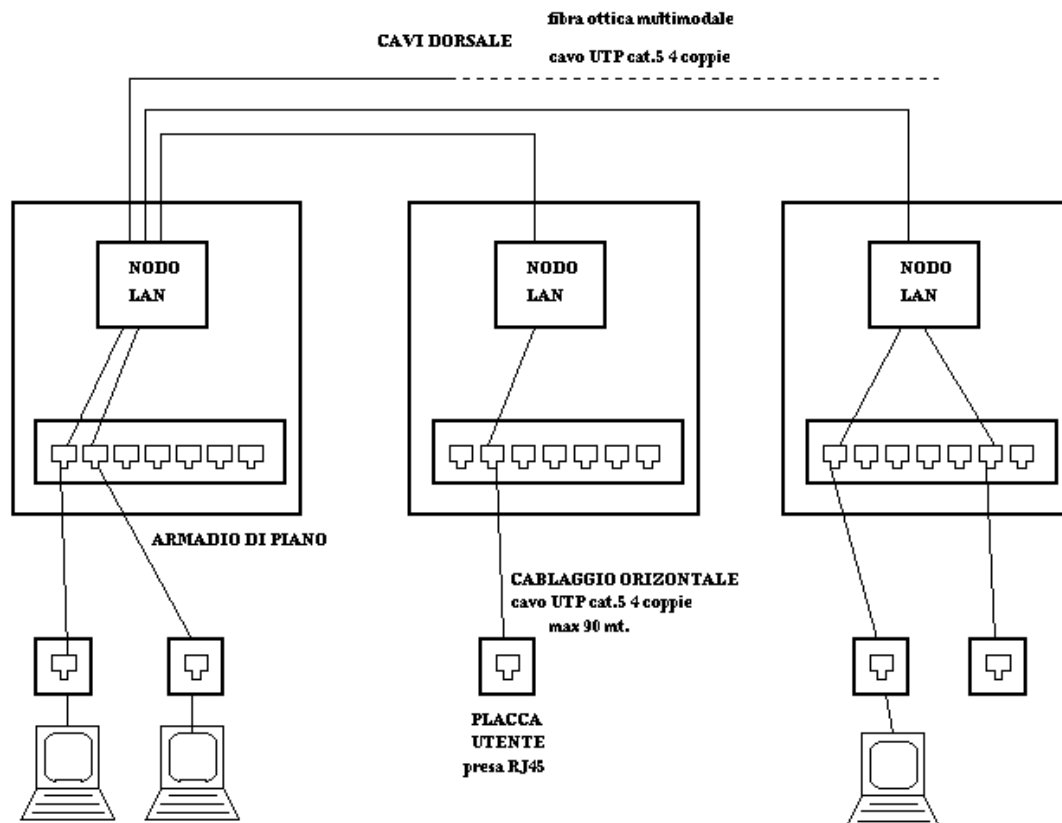 fibra ottica multimodale
CAVI DORSALE
cavo UTP cat.5 4 coppie
NODO
LAN
NODO
LAN
NODO
LAN
ARMADIO DI PIANO
CABLAGGIO ORIZONTALE
cavo UTP cat.5 4 coppie
max 90 mt.
PLACCA
UTENTE
presa RJ45